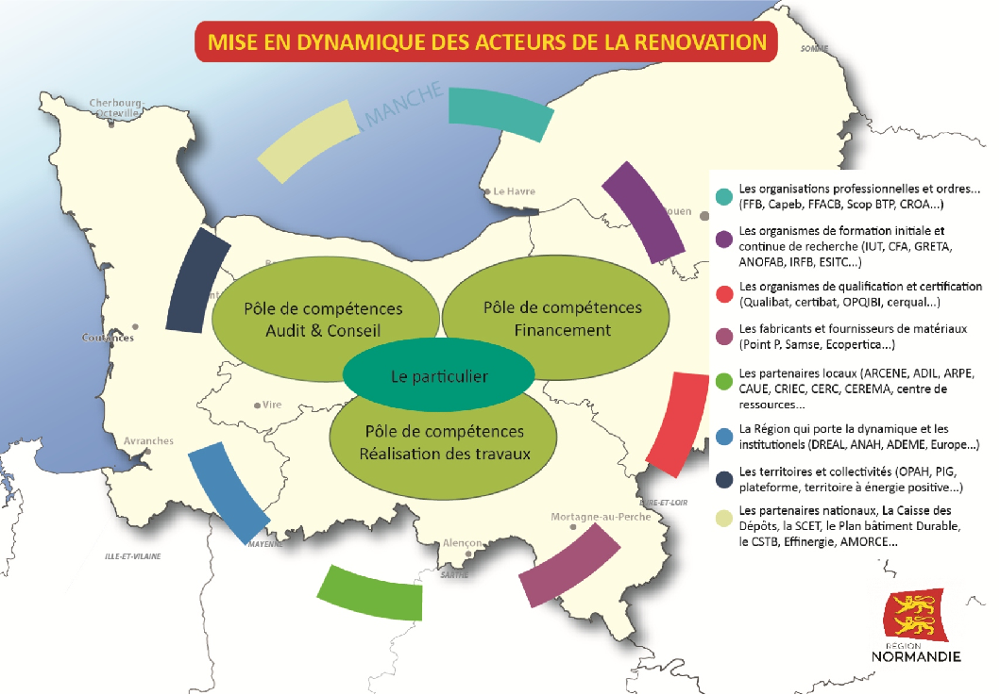 MISE EN DYNAMIQUE DES ACTEURS DE LA RENOVATION
SOMME
LA MANCHE
Cherbourg-
Octeville
Le Havre
Rouen
Coutances
Vire
Avranches
Alençon
Mortagne-au-Perche
EURE-ET-LOIR
MAYENNE
SARTHE
ILLE-ET-VILAINE
Pôle de compétences
Audit & Conseil
Pôle de compétences
Financement
Le particulier
Pôle de compétences
Réalisation des travaux
Les organisations professionnelles et ordres...
(FFB, Capeb, FFACB, Scop BTP, CROA...)
Les organismes de formation initiale et
continue de recherche (IUT, CFA, GRETA,
ANOFAB, IRFB, ESITC...)
Les organismes de qualification et certification
(Qualibat, certibat, OPQIBI, cerqual...)
Les fabricants et fournisseurs de matériaux
(Point P, Samse, Ecopertica...)
Les partenaires locaux (ARCENE, ADIL, ARPE,
CAUE, CRIEC, CERC, CEREMA, centre de
ressources...
La Région qui porte la dynamique et les
institutionels (DREAL, ANAH, ADEME, Europe...)
Les territoires et collectivités (OPAH, PIG,
plateforme, territoire à énergie positive...)
Les partenaires nationaux, La Caisse des
Dépôts, la SCET, le Plan bâtiment Durable,
le CSTB, Effinergie, AMORCE...
RÉGION
NORMANDIE